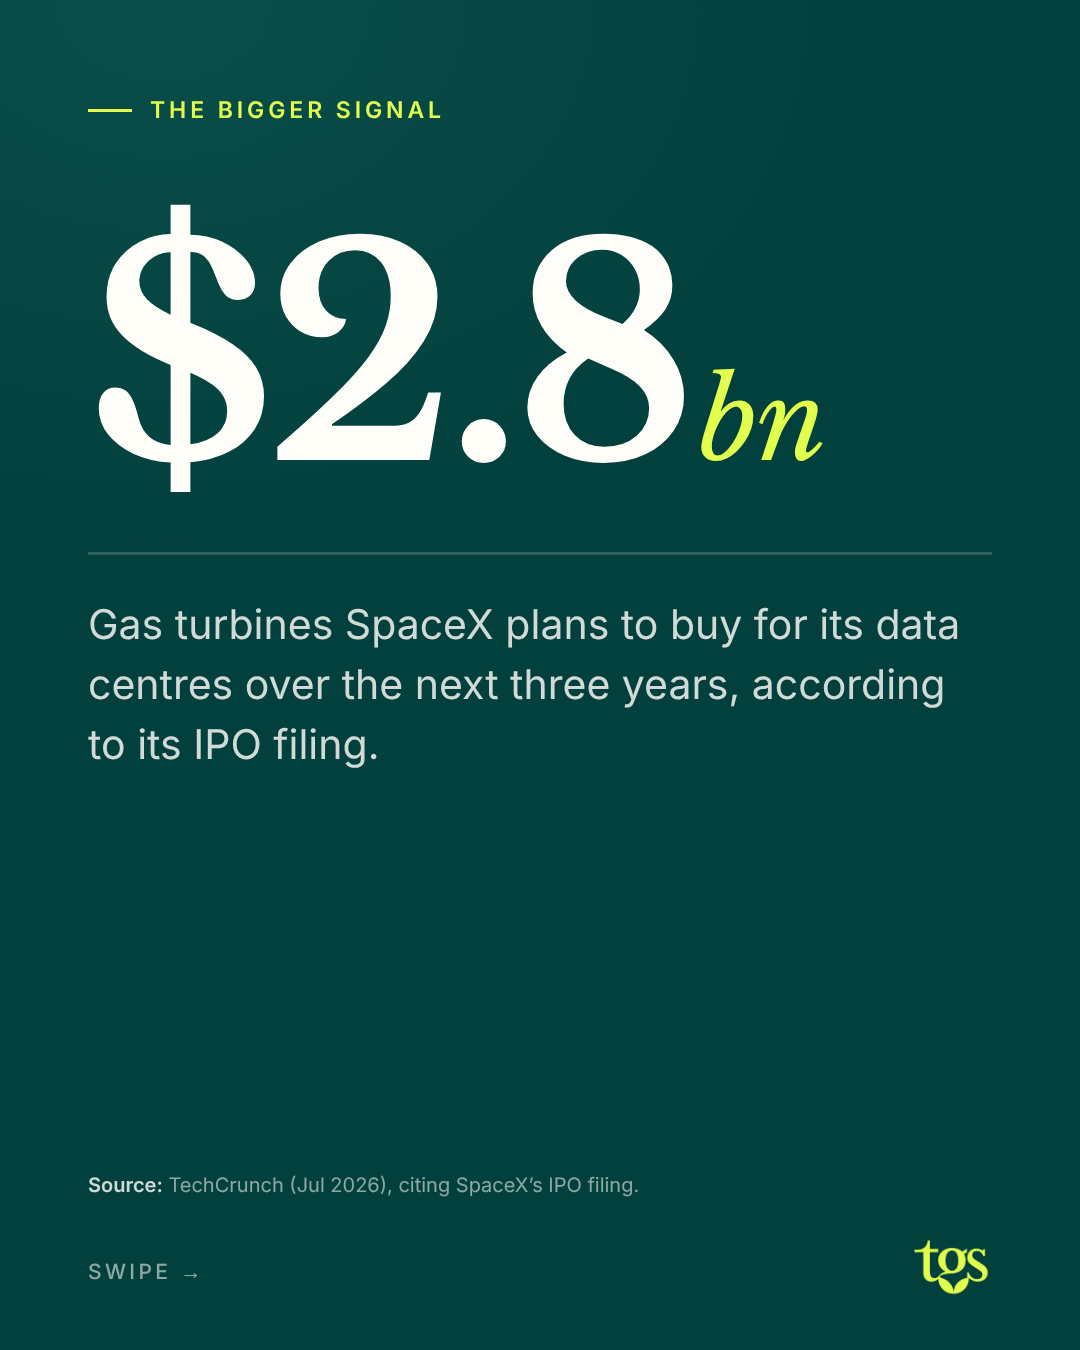 THE BIGGER SIGNAL
$2.8bn
Gas turbines SpaceX plans to buy for its data
centres over the next three years, according
to its IPO filing.
Source: TechCrunch (Jul 2026), citing SpaceX’s IPO filing.
SWIPE →
tgs